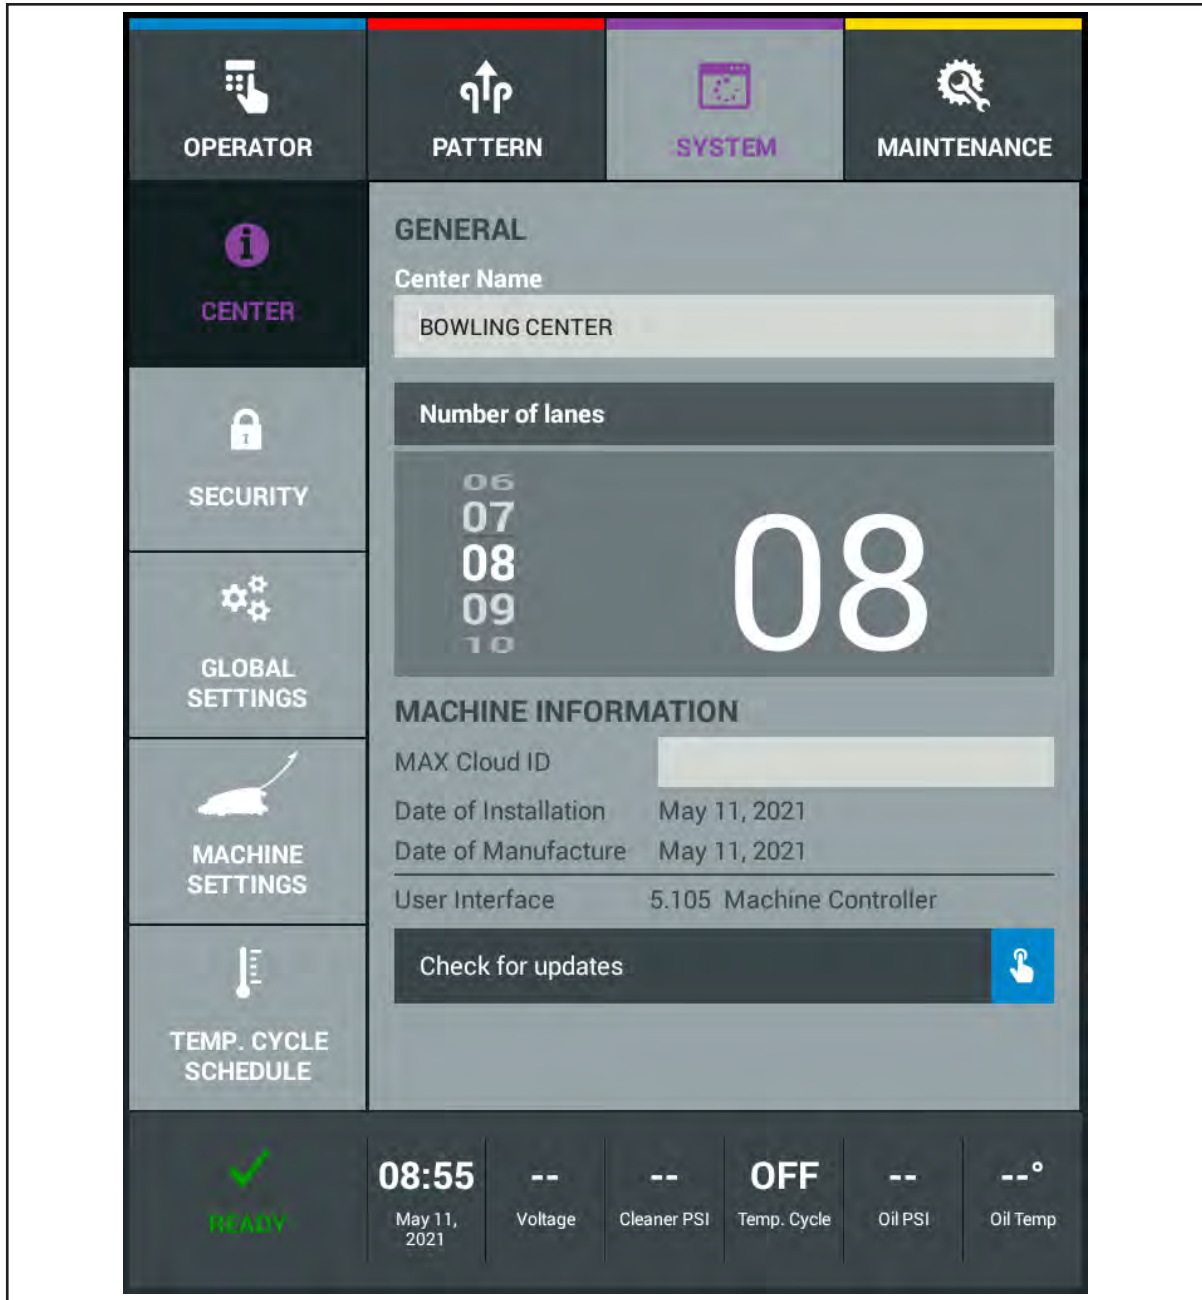 OPERATOR
PATTERN
SYSTEM
MAINTENANCE
CENTER
SECURITY
GLOBAL
SETTINGS
MACHINE
SETTINGS
TEMP. CYCLE
SCHEDULE
GENERAL
Center Name
BOWLING CENTER
Number of lanes
06
07
08
09
10
08
MACHINE INFORMATION
MAX Cloud ID
Date of Installation May 11, 2021
Date of Manufacture May 11, 2021
User Interface 5.105 Machine Controller
Check for updates
READY
08:55
May 11,
2021
--
Voltage
--
Cleaner PSI
OFF
Temp. Cycle
--
Oil PSI
--°
Oil Temp